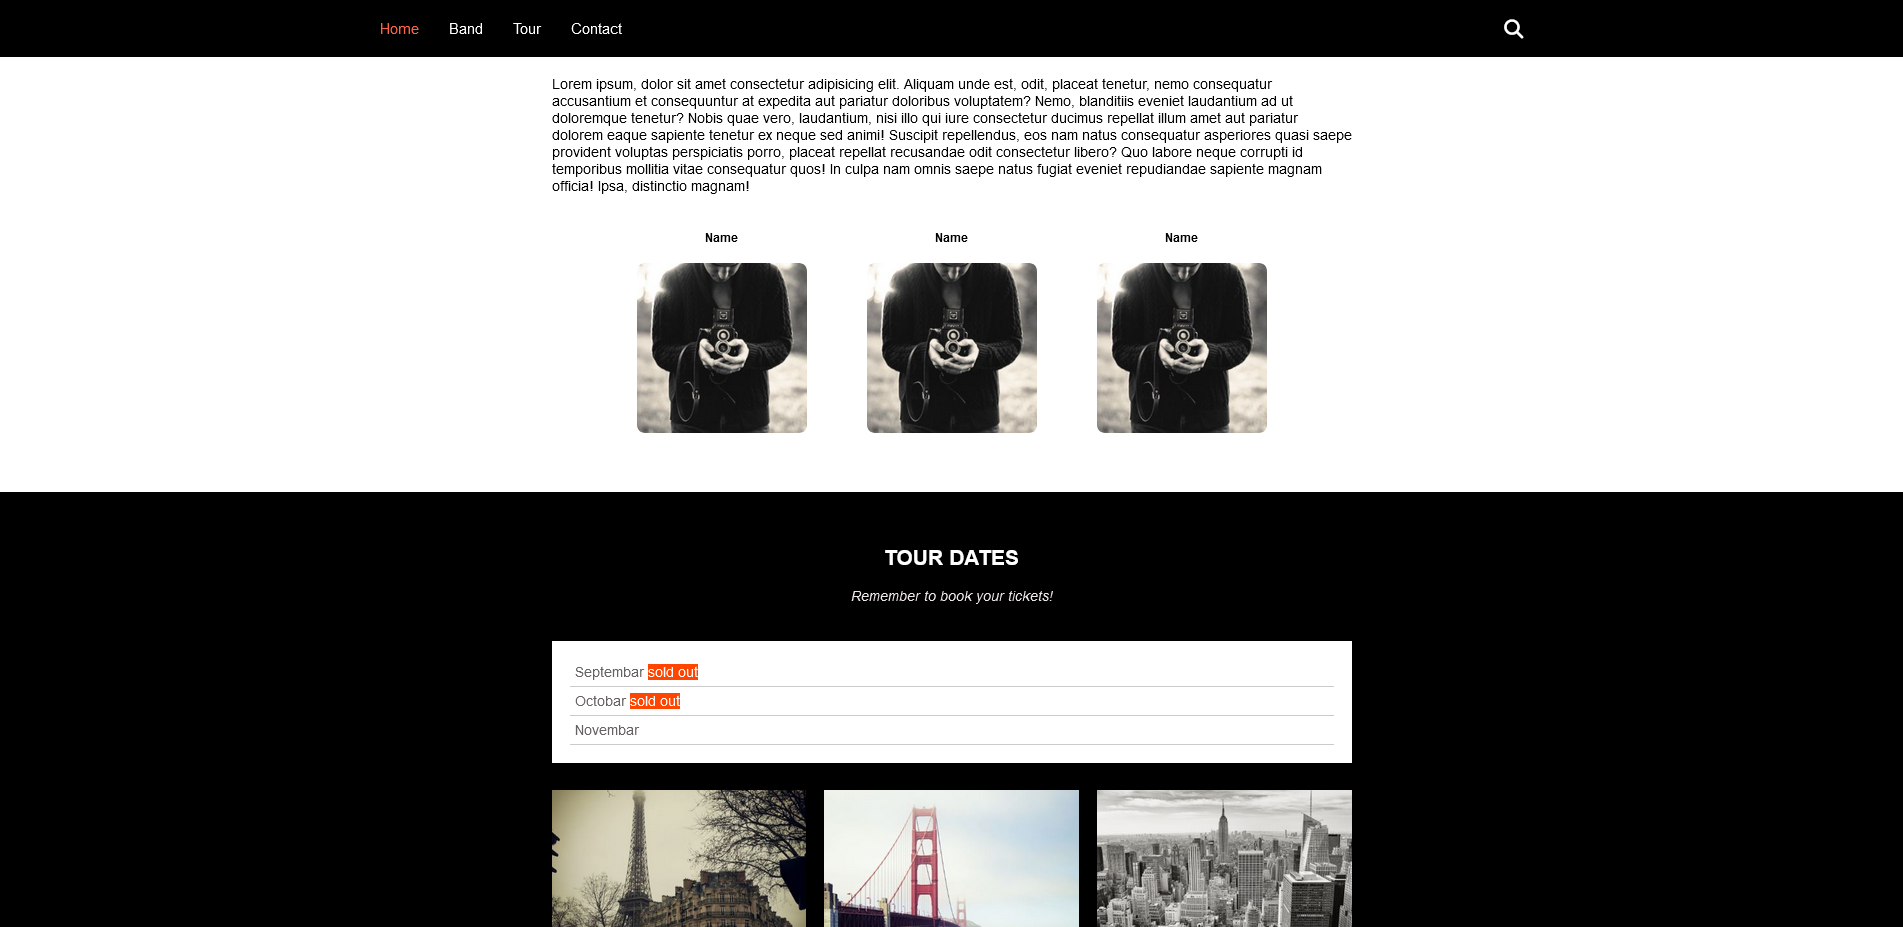 Home Band Tour Contact
Lorem ipsum, dolor sit amet consectetur adipisicing elit. Aliquam unde est, odit, placeat tenetur, nemo consequatur
accusantium et consequuntur at expedita aut pariatur doloribus voluptatem? Nemo, blanditiis eveniet laudantium ad ut
doloremque tenetur? Nobis quae vero, laudantium, nisi illo qui iure consectetur ducimus repellat illum amet aut pariatur
dolorem eaque sapiente tenetur ex neque sed animi! Suscipit repellendus, eos nam natus consequatur asperiores quasi saepe
provident voluptas perspiciatis porro, placeat repellat recusandae odit consectetur libero? Quo labore neque corrupti id
temporibus mollitia vitae consequatur quos! In culpa nam omnis saepe natus fugiat eveniet repudiandae sapiente magnam
officia! Ipsa, distinctio magnam!
Name Name Name
TOUR DATES
Remember to book your tickets!
Septembar sold out
Octobar sold out
Novembar